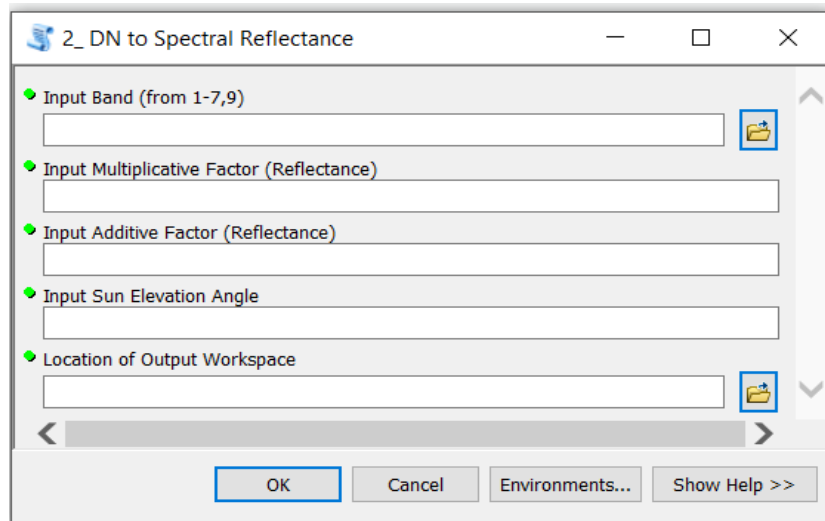 2_ DN to Spectral Reflectance
Input Band (from 1-7,9)
Input Multiplicative Factor (Reflectance)
Input Additive Factor (Reflectance)
Input Sun Elevation Angle
Location of Output Workspace
OK Cancel Environments... Show Help >>